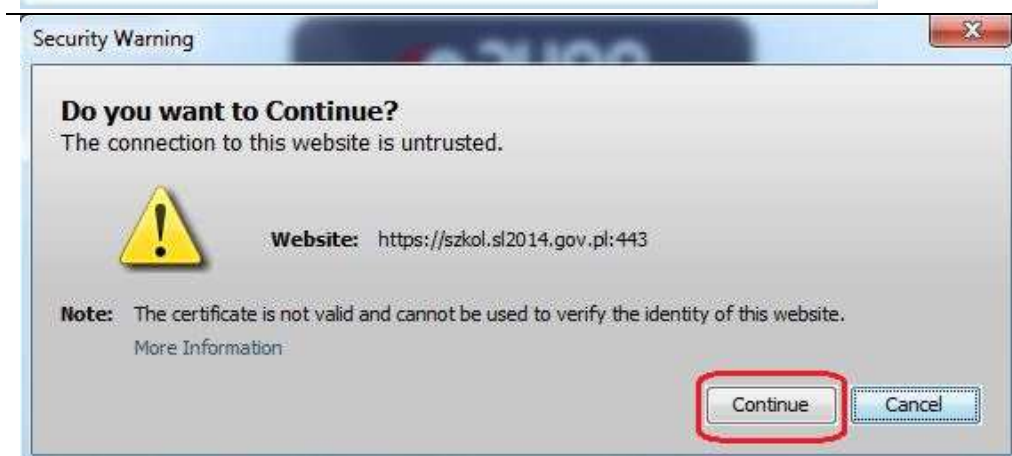 Security Warning
Do you want to Continue?
The connection to this website is untrusted.
Website: https://szkol.sl2014.gov.pl:443
Note: The certificate is not valid and cannot be used to verify the identity of this website.
More Information
Continue Cancel